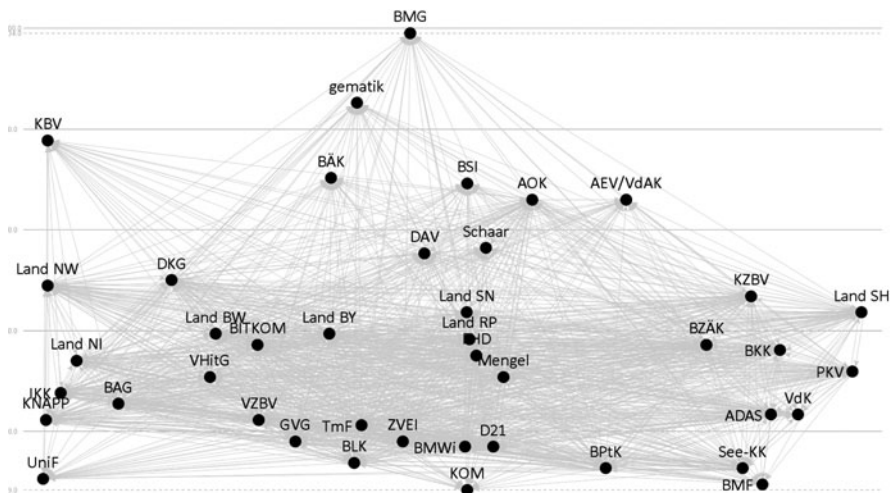 BMG
gematik
KBV
BÄK
BSI
AOK
AEV/VdAK
DAV
Schaar
Land NW
DKG
KZBV
Land SH
Land SN
Land BW
BITKOM
Land BY
Land RP
BZÄK
BKK
Land NI
VHitG
Mengel
PKV
IKK
BAG
KNAPP
VZBV
ADAS
VdK
GVG
TmF
ZVEI
BLK
BMWi
D21
BPtK
See-KK
UniF
KOM
BMF